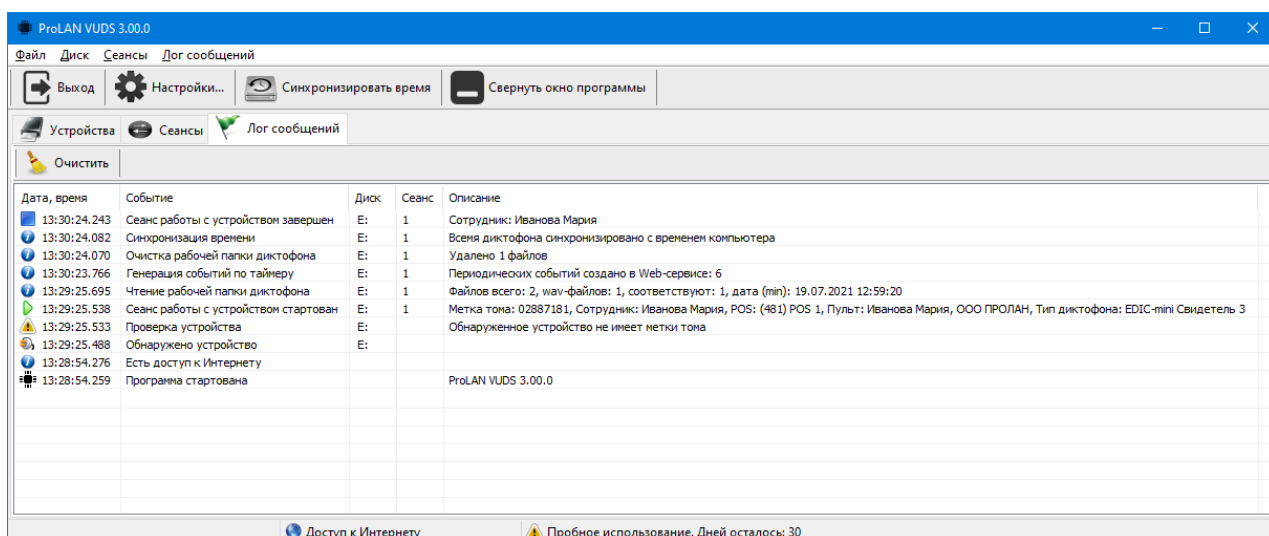 ProLAN VUDS 3.00.0
Файл Диск Сеансы Лог сообщений
Выход Настройки... Синхронизировать время Свернуть окно программы
Устройства Сеансы Лог сообщений
Очистить
Дата, время Событие Диск Сеанс Описание
13:30:24.243 Сеанс работы с устройством завершен E: 1 Сотрудник: Иванова Мария
13:30:24.082 Синхронизация времени E: 1 Всемя диктофона синхронизировано с временем компьютера
13:30:24.070 Очистка рабочей папки диктофона E: 1 Удалено 1 файлов
13:30:23.766 Генерация событий по таймеру E: 1 Периодических событий создано в Web-сервисе: 6
13:29:25.695 Чтение рабочей папки диктофона E: 1 Файлов всего: 2, wav-файлов: 1, соответствуют: 1, дата (min): 19.07.2021 12:59:20
13:29:25.538 Сеанс работы с устройством стартован E: 1 Метка тома: 02887181, Сотрудник: Иванова Мария, POS: (481) POS 1, Пульт: Иванова Мария, ООО ПРОЛАН, Тип диктофона: EDIC-mini Свидетель 3
13:29:25.533 Проверка устройства E: Обнаруженное устройство не имеет метки тома
13:29:25.488 Обнаружено устройство E:
13:28:54.276 Есть доступ к Интернету
13:28:54.259 Программа стартована ProLAN VUDS 3.00.0
Доступ к Интернету Пробное использование. Дней осталось: 30